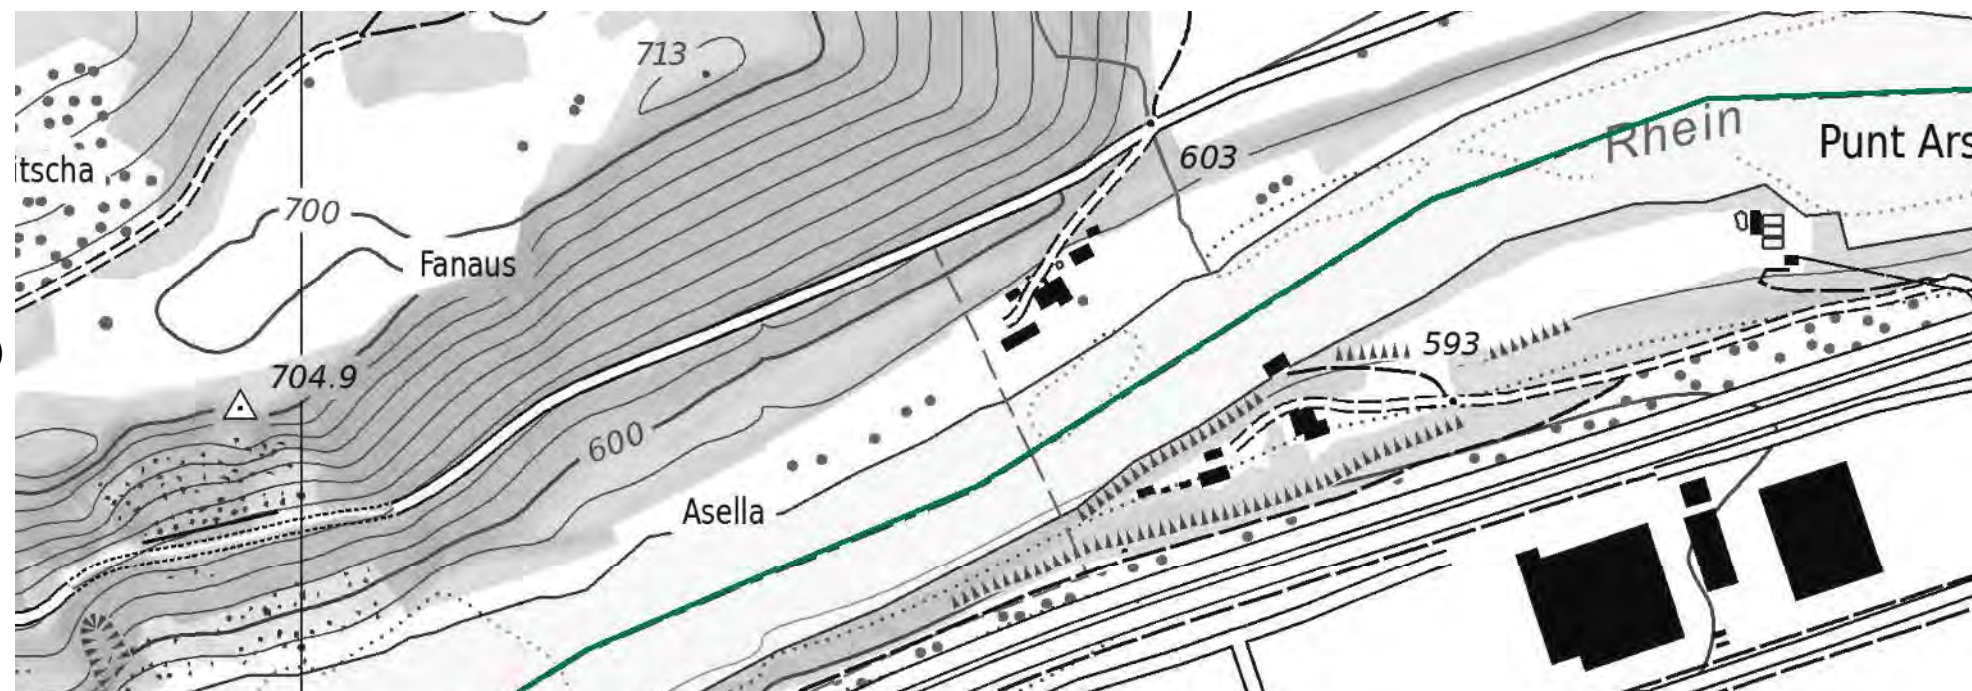 713
603
Rhein
Punt Ars
itscha
700
Fanaus
593
704.9
600
Asella